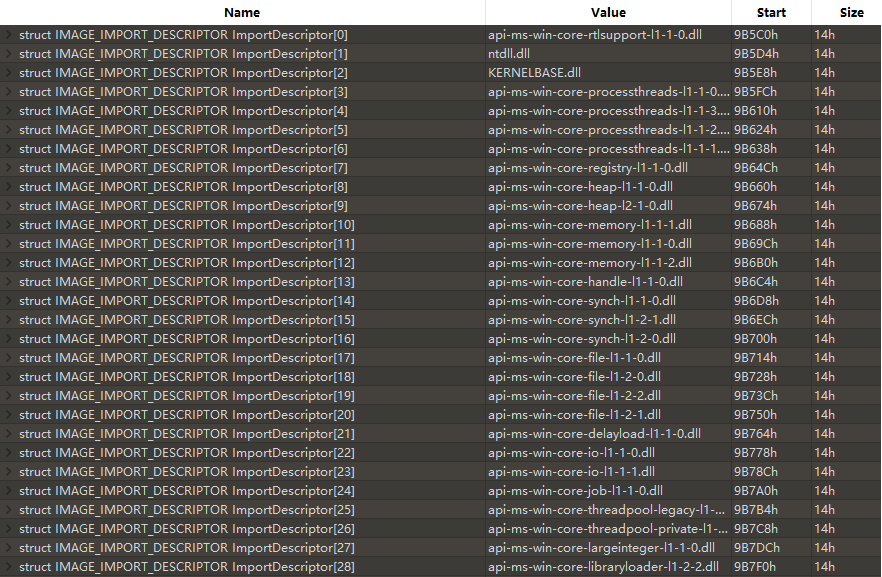 Name Value Start Size
struct IMAGE_IMPORT_DESCRIPTOR ImportDescriptor[0] api-ms-win-core-rtlsupport-l1-1-0.dll 9B5C0h 14h
struct IMAGE_IMPORT_DESCRIPTOR ImportDescriptor[1] ntdll.dll 9B5D4h 14h
struct IMAGE_IMPORT_DESCRIPTOR ImportDescriptor[2] KERNELBASE.dll 9B5E8h 14h
struct IMAGE_IMPORT_DESCRIPTOR ImportDescriptor[3] api-ms-win-core-processthreads-l1-1-0.... 9B5FCh 14h
struct IMAGE_IMPORT_DESCRIPTOR ImportDescriptor[4] api-ms-win-core-processthreads-l1-1-3.... 9B610h 14h
struct IMAGE_IMPORT_DESCRIPTOR ImportDescriptor[5] api-ms-win-core-processthreads-l1-1-2.... 9B624h 14h
struct IMAGE_IMPORT_DESCRIPTOR ImportDescriptor[6] api-ms-win-core-processthreads-l1-1-1.... 9B638h 14h
struct IMAGE_IMPORT_DESCRIPTOR ImportDescriptor[7] api-ms-win-core-registry-l1-1-0.dll 9B64Ch 14h
struct IMAGE_IMPORT_DESCRIPTOR ImportDescriptor[8] api-ms-win-core-heap-l1-1-0.dll 9B660h 14h
struct IMAGE_IMPORT_DESCRIPTOR ImportDescriptor[9] api-ms-win-core-heap-l2-1-0.dll 9B674h 14h
struct IMAGE_IMPORT_DESCRIPTOR ImportDescriptor[10] api-ms-win-core-memory-l1-1-1.dll 9B688h 14h
struct IMAGE_IMPORT_DESCRIPTOR ImportDescriptor[11] api-ms-win-core-memory-l1-1-0.dll 9B69Ch 14h
struct IMAGE_IMPORT_DESCRIPTOR ImportDescriptor[12] api-ms-win-core-memory-l1-1-2.dll 9B6B0h 14h
struct IMAGE_IMPORT_DESCRIPTOR ImportDescriptor[13] api-ms-win-core-handle-l1-1-0.dll 9B6C4h 14h
struct IMAGE_IMPORT_DESCRIPTOR ImportDescriptor[14] api-ms-win-core-synch-l1-1-0.dll 9B6D8h 14h
struct IMAGE_IMPORT_DESCRIPTOR ImportDescriptor[15] api-ms-win-core-synch-l1-2-1.dll 9B6ECh 14h
struct IMAGE_IMPORT_DESCRIPTOR ImportDescriptor[16] api-ms-win-core-synch-l1-2-0.dll 9B700h 14h
struct IMAGE_IMPORT_DESCRIPTOR ImportDescriptor[17] api-ms-win-core-file-l1-1-0.dll 9B714h 14h
struct IMAGE_IMPORT_DESCRIPTOR ImportDescriptor[18] api-ms-win-core-file-l1-2-0.dll 9B728h 14h
struct IMAGE_IMPORT_DESCRIPTOR ImportDescriptor[19] api-ms-win-core-file-l1-2-2.dll 9B73Ch 14h
struct IMAGE_IMPORT_DESCRIPTOR ImportDescriptor[20] api-ms-win-core-file-l1-2-1.dll 9B750h 14h
struct IMAGE_IMPORT_DESCRIPTOR ImportDescriptor[21] api-ms-win-core-delayload-l1-1-0.dll 9B764h 14h
struct IMAGE_IMPORT_DESCRIPTOR ImportDescriptor[22] api-ms-win-core-io-l1-1-0.dll 9B778h 14h
struct IMAGE_IMPORT_DESCRIPTOR ImportDescriptor[23] api-ms-win-core-io-l1-1-1.dll 9B78Ch 14h
struct IMAGE_IMPORT_DESCRIPTOR ImportDescriptor[24] api-ms-win-core-job-l1-1-0.dll 9B7A0h 14h
struct IMAGE_IMPORT_DESCRIPTOR ImportDescriptor[25] api-ms-win-core-threadpool-legacy-l1-... 9B7B4h 14h
struct IMAGE_IMPORT_DESCRIPTOR ImportDescriptor[26] api-ms-win-core-threadpool-private-l1-... 9B7C8h 14h
struct IMAGE_IMPORT_DESCRIPTOR ImportDescriptor[27] api-ms-win-core-largeinteger-l1-1-0.dll 9B7DCh 14h
struct IMAGE_IMPORT_DESCRIPTOR ImportDescriptor[28] api-ms-win-core-libraryloader-l1-2-2.dll 9B7F0h 14h